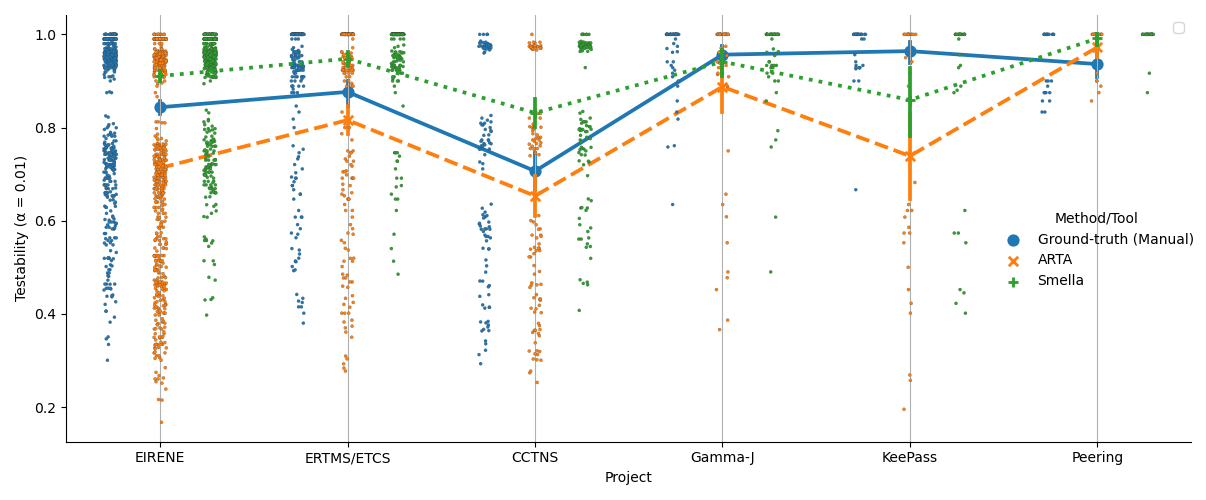 1.0
0.8
0.6
0.4
0.2
Testability (α = 0.01)
EIRENE
ERTMS/ETCS
CCTNS
Gamma-J
KeePass
Peering
Project
Method/Tool
Ground-truth (Manual)
ARTA
Smella